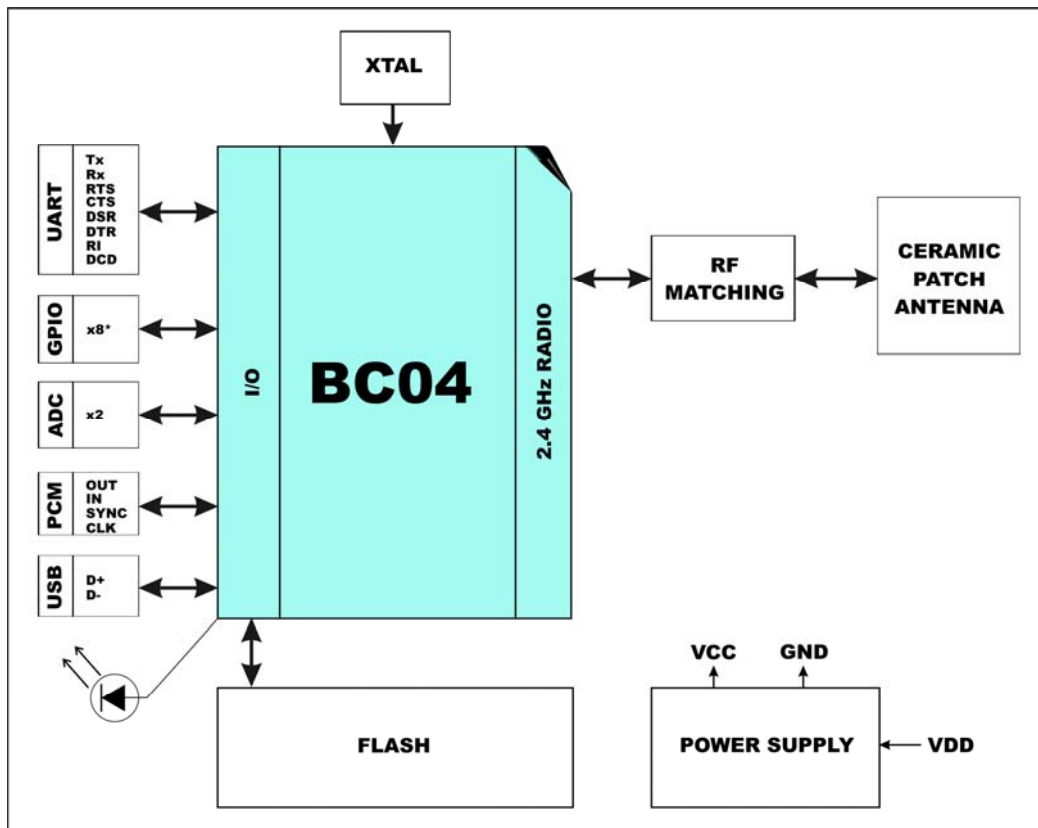 XTAL
UART
Tx
Rx
RTS
CTS
DSR
DTR
RI
DCD
GPIO
x8*
ADC
x2
PCM
OUT
IN
SYNC
CLK
USB
D+
D-
I/O
BC04
2.4 GHz RADIO
RF
MATCHING
CERAMIC
PATCH
ANTENNA
FLASH
VCC
GND
POWER SUPPLY
VDD